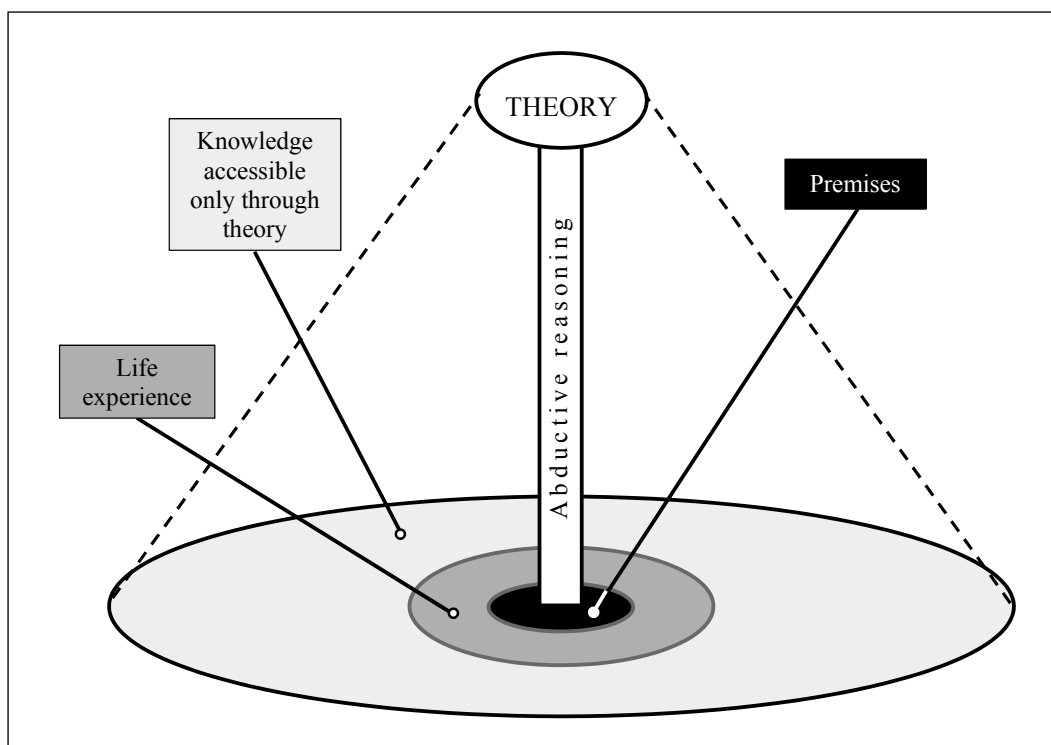 THEORY
Knowledge
accessible
only through
theory
Premises
Abductive reasoning
Life
experience